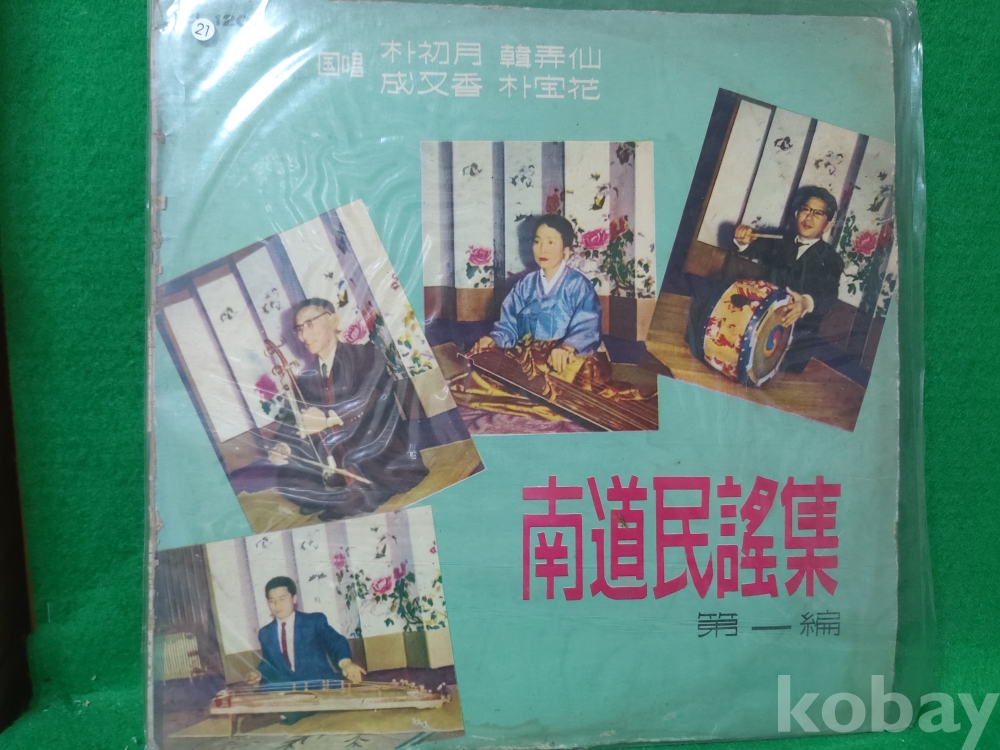 21
国唱
朴初月 韓弄仙
成又香 朴宝花
南道民謠集
第一編
kobay